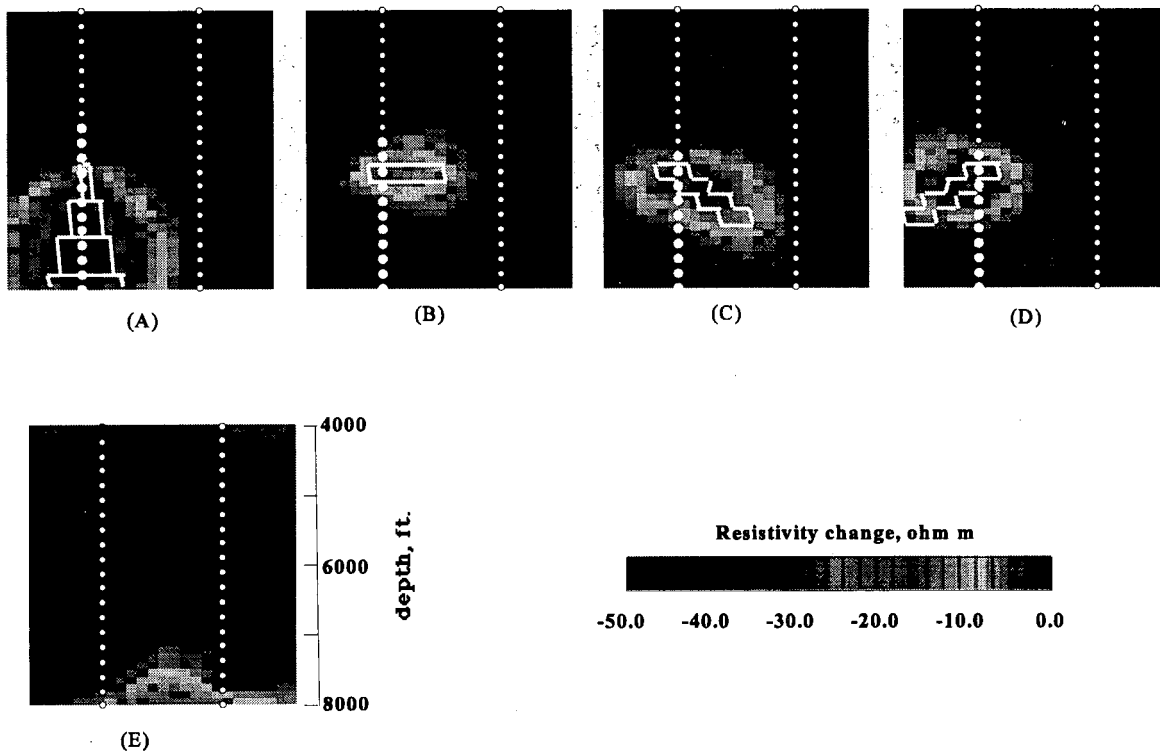 (A)
(B)
(C)
(D)
4000
6000
8000
depth, ft.
(E)
Resistivity change, ohm m
-50.0 -40.0 -30.0 -20.0 -10.0 0.0